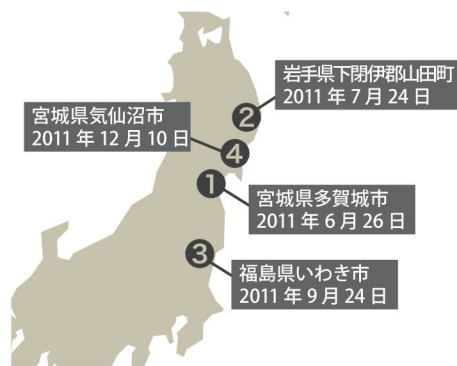 岩手県下閉伊郡山田町
2011 年 7 月 24 日
②
宮城県気仙沼市
2011 年 12 月 10 日
④
①
宮城県多賀城市
2011 年 6 月 26 日
③
福島県いわき市
2011 年 9 月 24 日